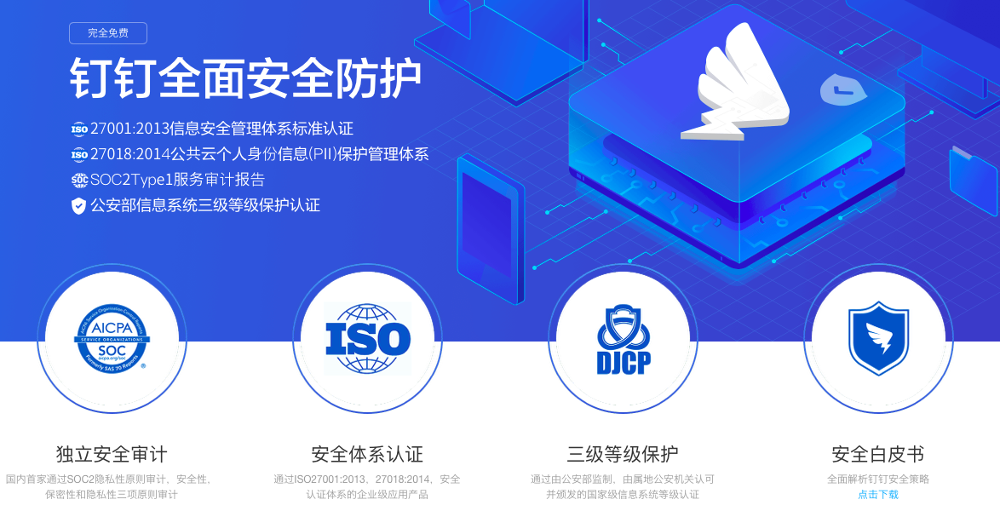 完全免费
钉钉全面安全防护
ISO 27001:2013信息安全管理体系标准认证
ISO 27018:2014公共云个人身份信息(PII)保护管理体系
SOC SOC2Type1服务审计报告
公安部信息系统三级等级保护认证
AICPA Service Organization Control Reports
AICPA
SERVICE ORGANIZATIONS
SOC
aicpa.org/soc
Formerly SAS 70 Reports
®
ISO
DJCP
独立安全审计
安全体系认证
三级等级保护
安全白皮书
国内首家通过SOC2隐私性原则审计，安全性、
保密性和隐私性三项原则审计
通过ISO27001:2013、27018:2014，安全
认证体系的企业级应用产品
通过由公安部监制，由属地公安机关认可
并颁发的国家级信息系统等级认证
全面解析钉钉安全策略
点击下载